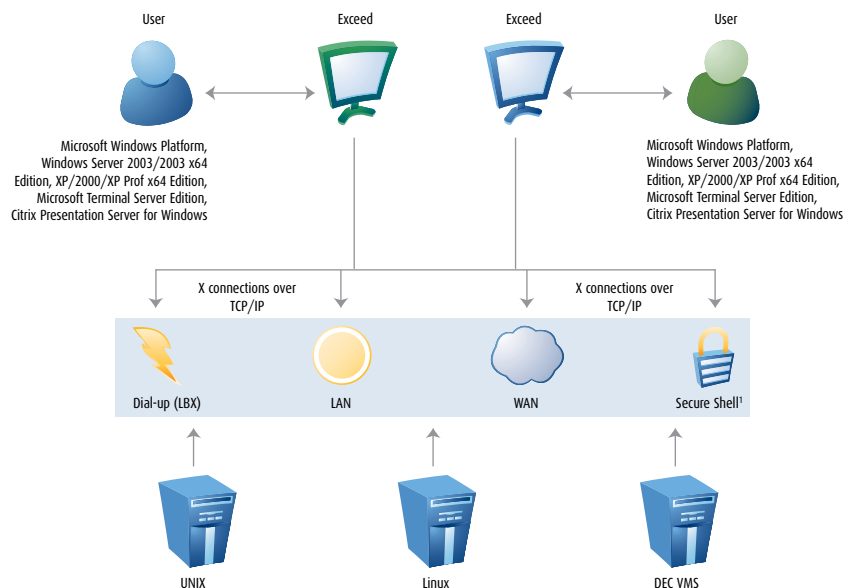 User
Exceed
Exceed
User
Microsoft Windows Platform,
Windows Server 2003/2003 x64
Edition, XP/2000/XP Prof x64 Edition,
Microsoft Terminal Server Edition,
Citrix Presentation Server for Windows
Microsoft Windows Platform,
Windows Server 2003/2003 x64
Edition, XP/2000/XP Prof x64 Edition,
Microsoft Terminal Server Edition,
Citrix Presentation Server for Windows
X connections over
TCP/IP
X connections over
TCP/IP
Dial-up (LBX)
LAN
WAN
Secure Shell¹
UNIX
Linux
DEC VMS